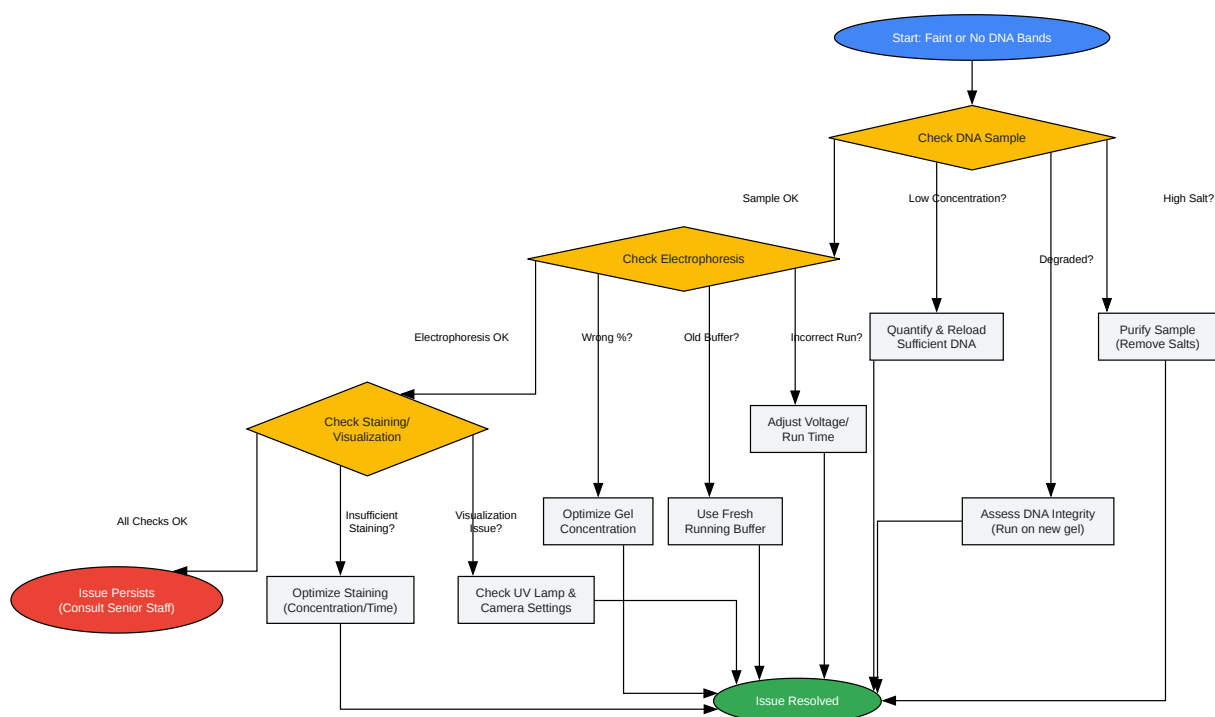 Start: Faint or No DNA Bands
Check DNA Sample
Sample OK
Low Concentration?
High Salt?
Check Electrophoresis
Degraded?
Electrophoresis OK
Wrong %?
Old Buffer?
Incorrect Run?
Quantify & Reload
Sufficient DNA
Purify Sample
(Remove Salts)
Check Staining/
Visualization
Adjust Voltage/
Run Time
All Checks OK
Insufficient
Staining?
Visualization
Issue?
Optimize Gel
Concentration
Use Fresh
Running Buffer
Assess DNA Integrity
(Run on new gel)
Issue Persists
(Consult Senior Staff)
Optimize Staining
(Concentration/Time)
Check UV Lamp &
Camera Settings
Issue Resolved